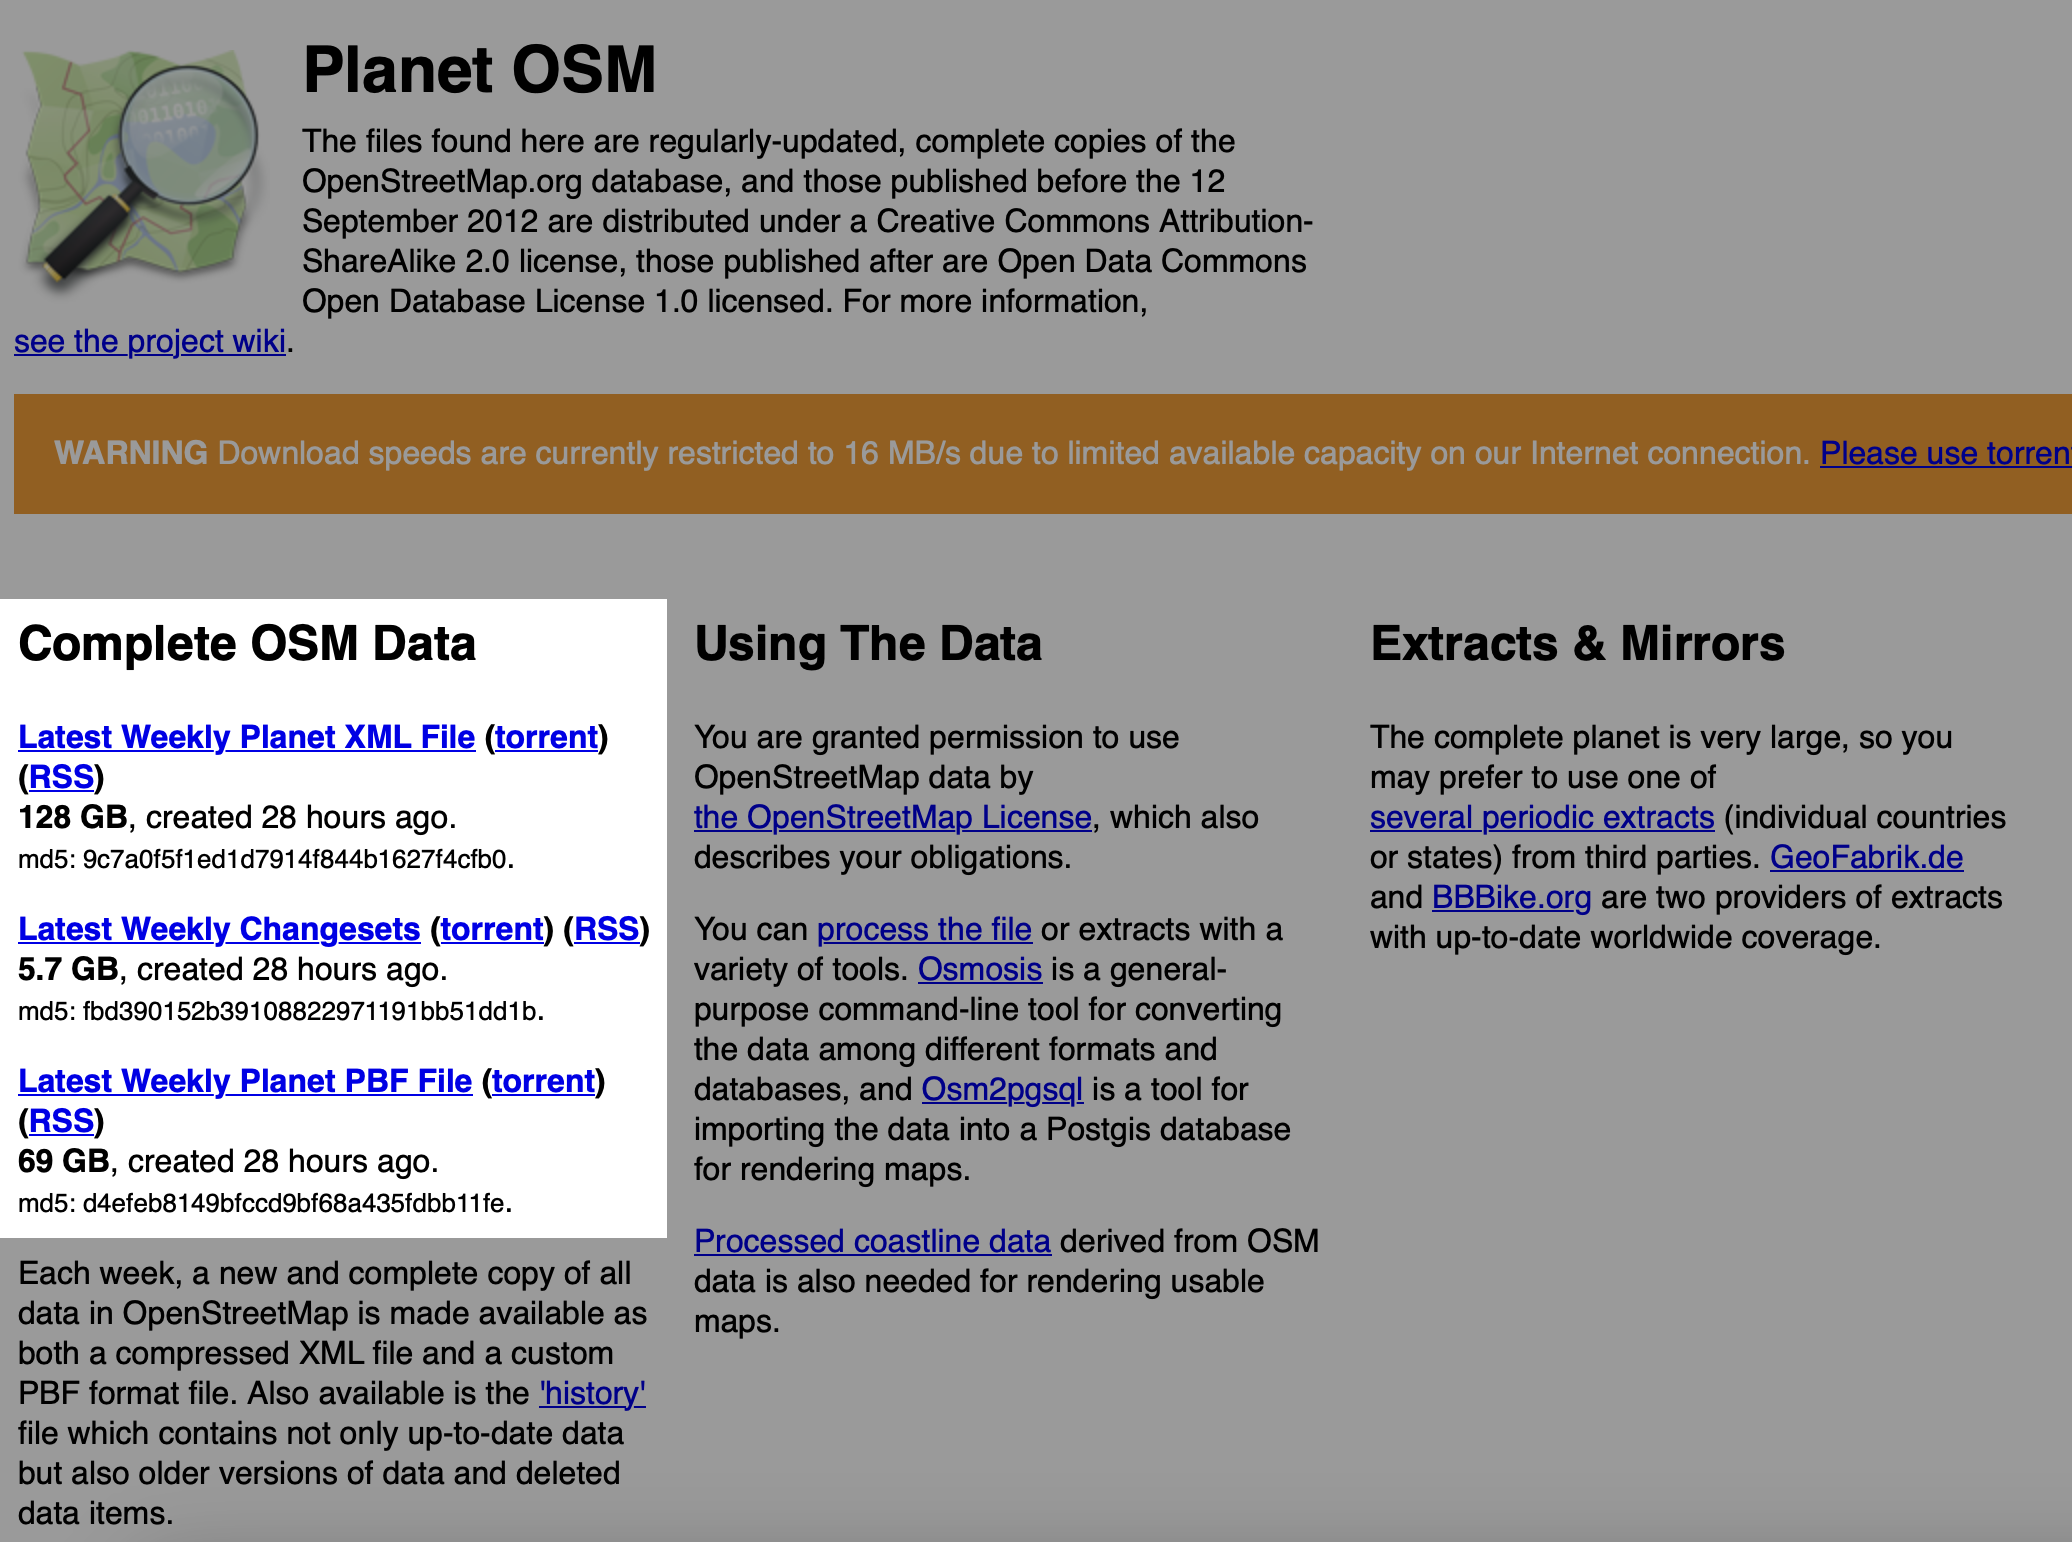 011010
Planet OSM
The files found here are regularly-updated, complete copies of the
OpenStreetMap.org database, and those published before the 12
September 2012 are distributed under a Creative Commons Attribution-
ShareAlike 2.0 license, those published after are Open Data Commons
Open Database License 1.0 licensed. For more information,
see the project wiki.
WARNING Download speeds are currently restricted to 16 MB/s due to limited available capacity on our Internet connection. Please use torren
Complete OSM Data
Latest Weekly Planet XML File (torrent)
(RSS)
128 GB, created 28 hours ago.
md5: 9c7a0f5f1ed1d7914f844b1627f4cfb0.
Latest Weekly Changesets (torrent) (RSS)
5.7 GB, created 28 hours ago.
md5: fbd390152b39108822971191bb51dd1b.
Latest Weekly Planet PBF File (torrent)
(RSS)
69 GB, created 28 hours ago.
md5: d4efeb8149bfccd9bf68a435fdbb11fe.
Each week, a new and complete copy of all
data in OpenStreetMap is made available as
both a compressed XML file and a custom
PBF format file. Also available is the 'history'
file which contains not only up-to-date data
but also older versions of data and deleted
data items.
Using The Data
You are granted permission to use
OpenStreetMap data by
the OpenStreetMap License, which also
describes your obligations.
You can process the file or extracts with a
variety of tools. Osmosis is a general-
purpose command-line tool for converting
the data among different formats and
databases, and Osm2pgsql is a tool for
importing the data into a Postgis database
for rendering maps.
Processed coastline data derived from OSM
data is also needed for rendering usable
maps.
Extracts & Mirrors
The complete planet is very large, so you
may prefer to use one of
several periodic extracts (individual countries
or states) from third parties. GeoFabrik.de
and BBBike.org are two providers of extracts
with up-to-date worldwide coverage.